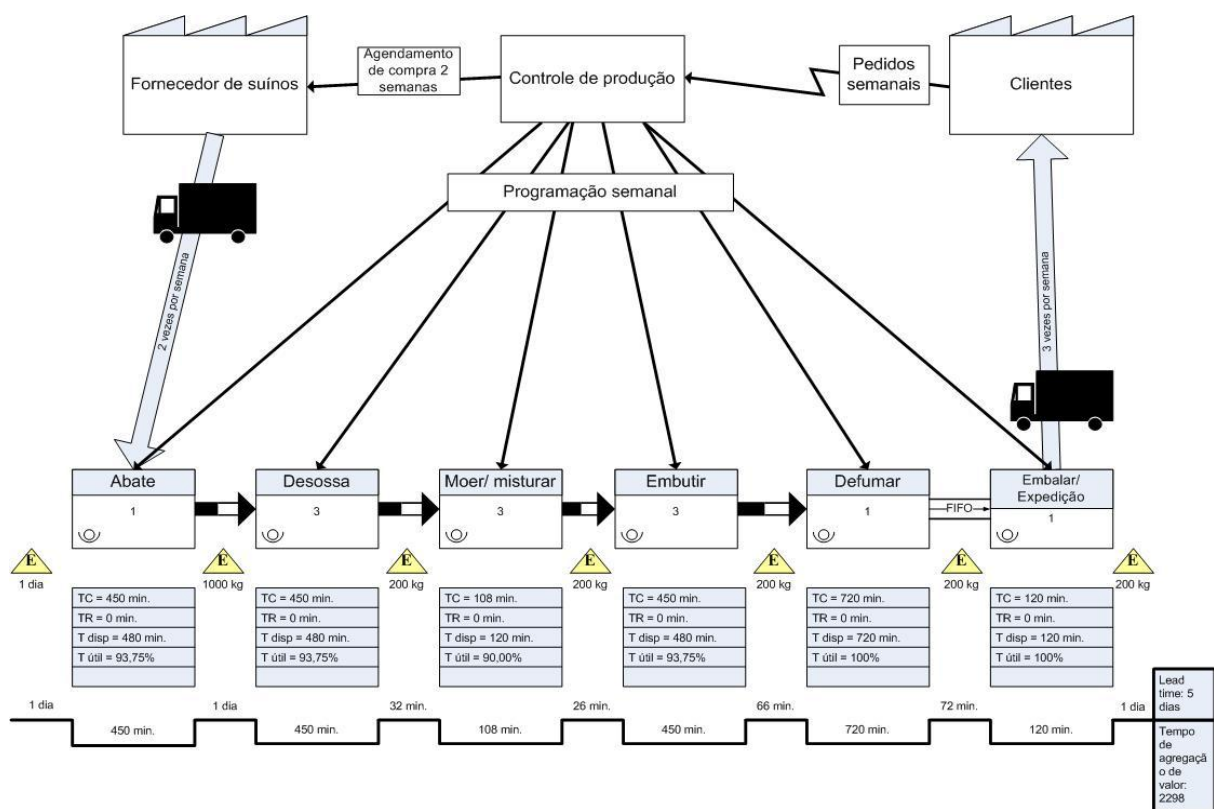 Fornecedor de suínos
Agendamento
de compra 2
semanas
Controle de produção
Pedidos
semanais
Clientes
Programação semanal
2 vezes por semana
3 vezes por semana
Abate
1
Desossa
3
Moer/ misturar
3
Embutir
3
Defumar
1
FIFO
Embalar/
Expedição
1
E
1 dia
E
1000 kg
E
200 kg
E
200 kg
E
200 kg
E
200 kg
E
200 kg
TC = 450 min.
TR = 0 min.
T disp = 480 min.
T útil = 93,75%
TC = 450 min.
TR = 0 min.
T disp = 480 min.
T útil = 93,75%
TC = 108 min.
TR = 0 min.
T disp = 120 min.
T útil = 90,00%
TC = 450 min.
TR = 0 min.
T disp = 480 min.
T útil = 93,75%
TC = 720 min.
TR = 0 min.
T disp = 720 min.
T útil = 100%
TC = 120 min.
TR = 0 min.
T disp = 120 min.
T útil = 100%
1 dia
450 min.
1 dia
450 min.
32 min.
108 min.
26 min.
450 min.
66 min.
720 min.
72 min.
120 min.
1 dia
Lead
time: 5
dias
Tempo
de
agregaçã
o de
valor:
2298